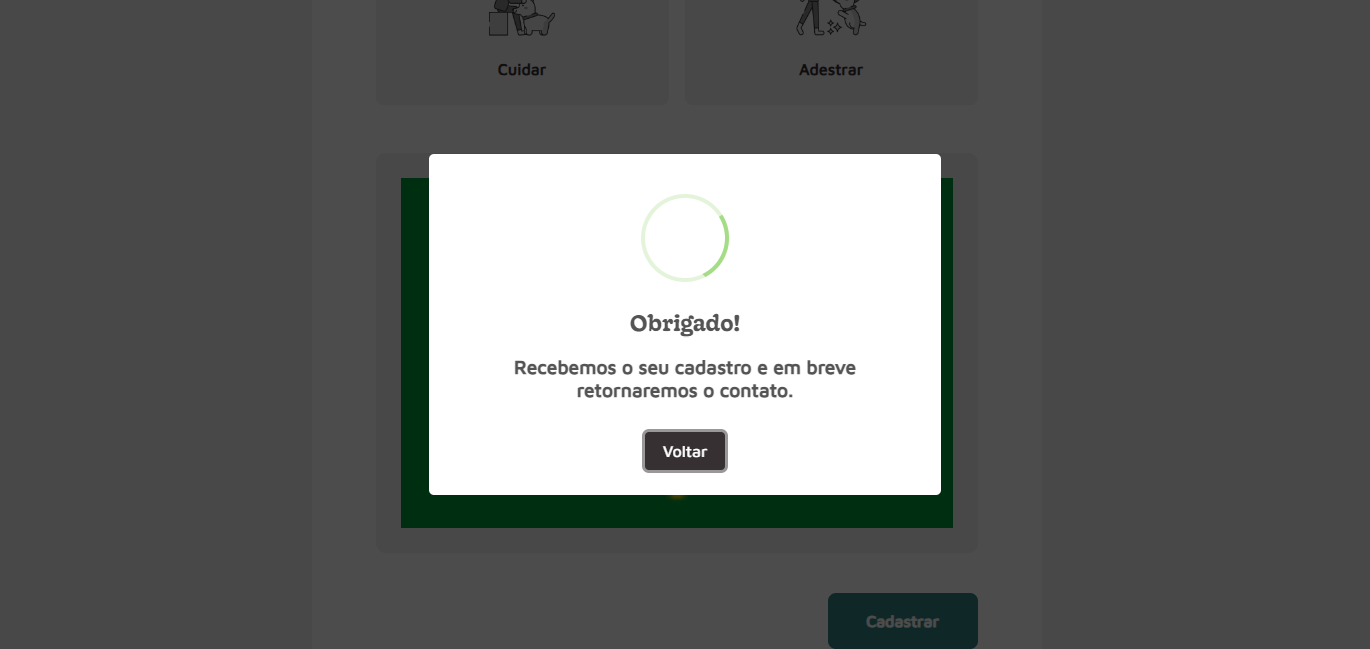 Cuidar
Adestrar
Obrigado!
Recebemos o seu cadastro e em breve
retornaremos o contato.
Voltar
Cadastrar